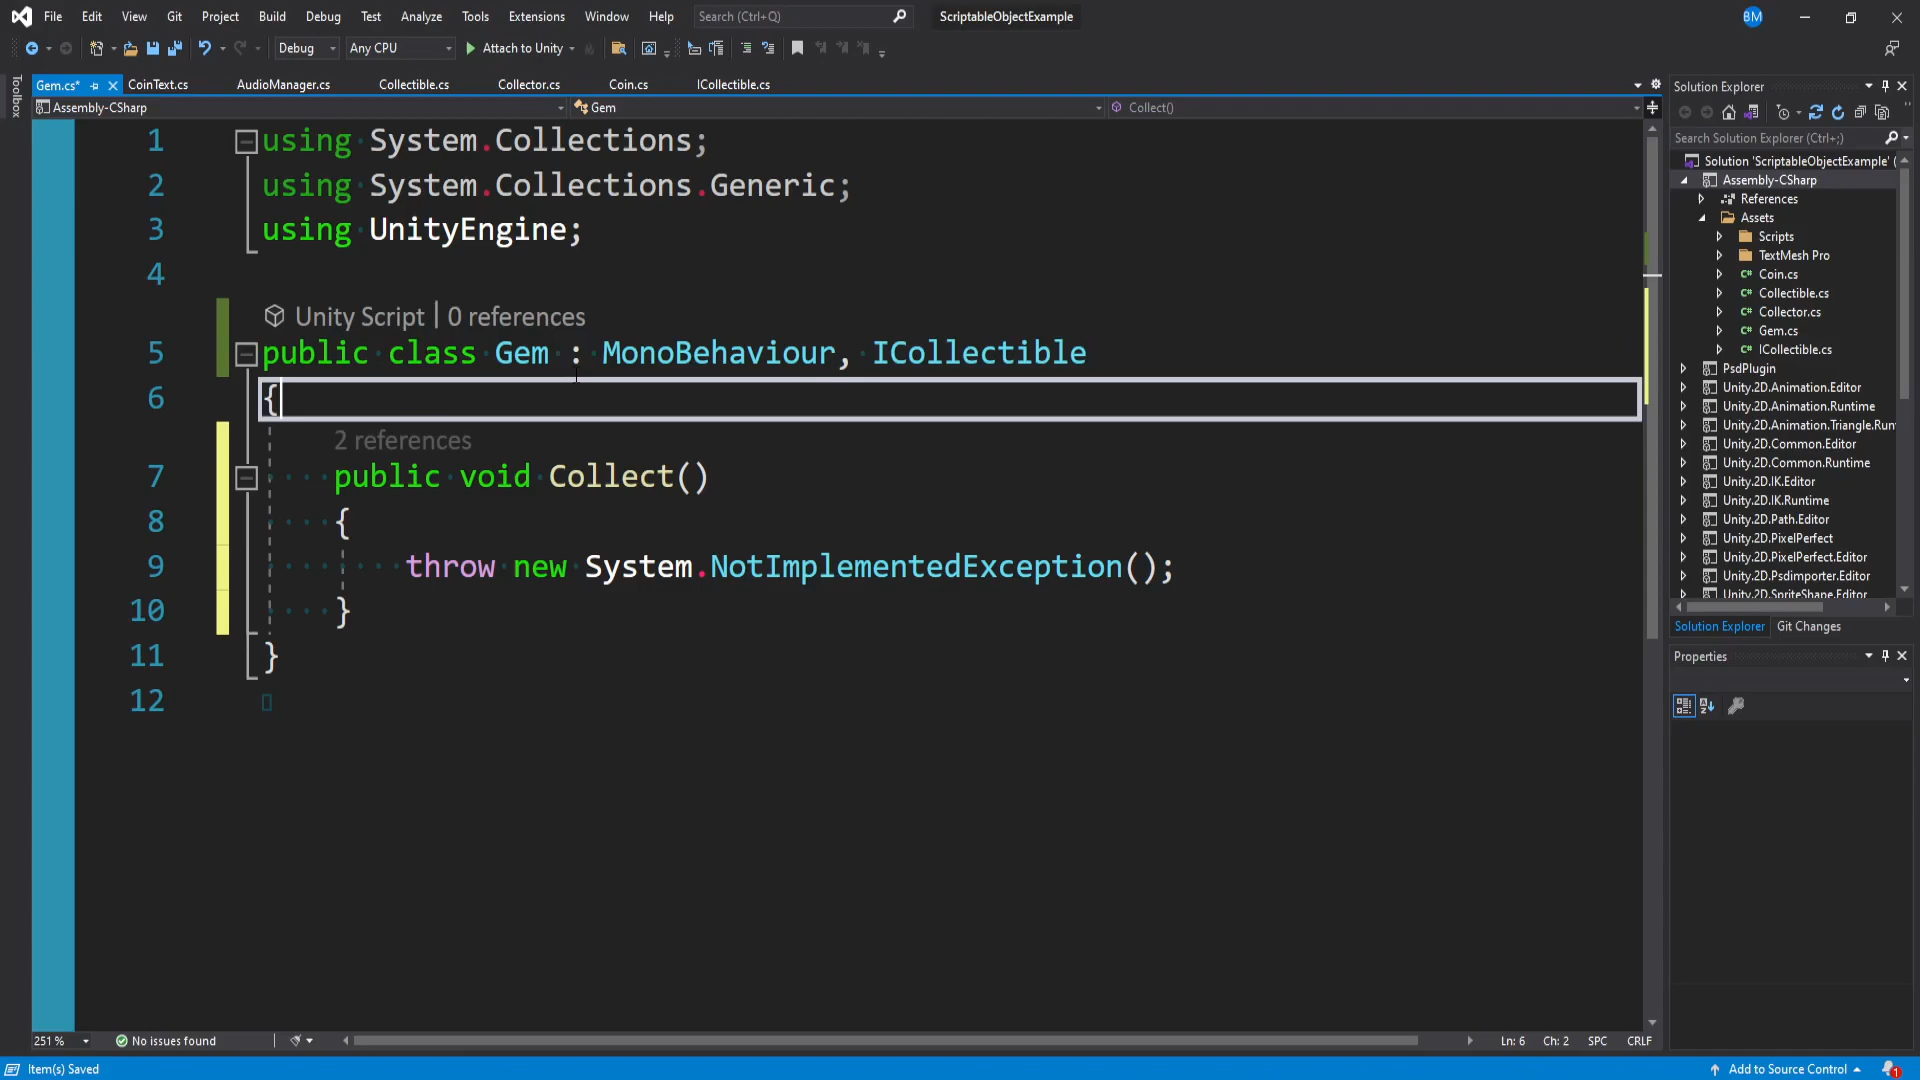 File Edit View Git Project Build Debug Test Analyze Tools Extensions Window Help Search (Ctrl+Q) ScriptableObjectExample BM
Debug Any CPU Attach to Unity
Toolbox
Gem.cs* CoinText.cs AudioManager.cs Collectible.cs Collector.cs Coin.cs ICollectible.cs
Assembly-CSharp Gem Collect()
1 using System.Collections;
2 using System.Collections.Generic;
3 using UnityEngine;
4
Unity Script | 0 references
5 public class Gem : MonoBehaviour, ICollectible
6 {
2 references
7 public void Collect()
8 {
9 throw new System.NotImplementedException();
10 }
11 }
12
251 % No issues found Ln: 6 Ch: 2 SPC CRLF
Solution Explorer
Search Solution Explorer (Ctrl+;)
Solution 'ScriptableObjectExample' (
Assembly-CSharp
References
Assets
Scripts
TextMesh Pro
C# Coin.cs
C# Collectible.cs
C# Collector.cs
C# Gem.cs
C# ICollectible.cs
PsdPlugin
Unity.2D.Animation.Editor
Unity.2D.Animation.Runtime
Unity.2D.Animation.Triangle.Run
Unity.2D.Common.Editor
Unity.2D.Common.Runtime
Unity.2D.IK.Editor
Unity.2D.IK.Runtime
Unity.2D.Path.Editor
Unity.2D.PixelPerfect
Unity.2D.PixelPerfect.Editor
Unity.2D.Psdimporter.Editor
Unity.2D.SpriteShape.Editor
Solution Explorer Git Changes
Properties
Item(s) Saved Add to Source Control 1